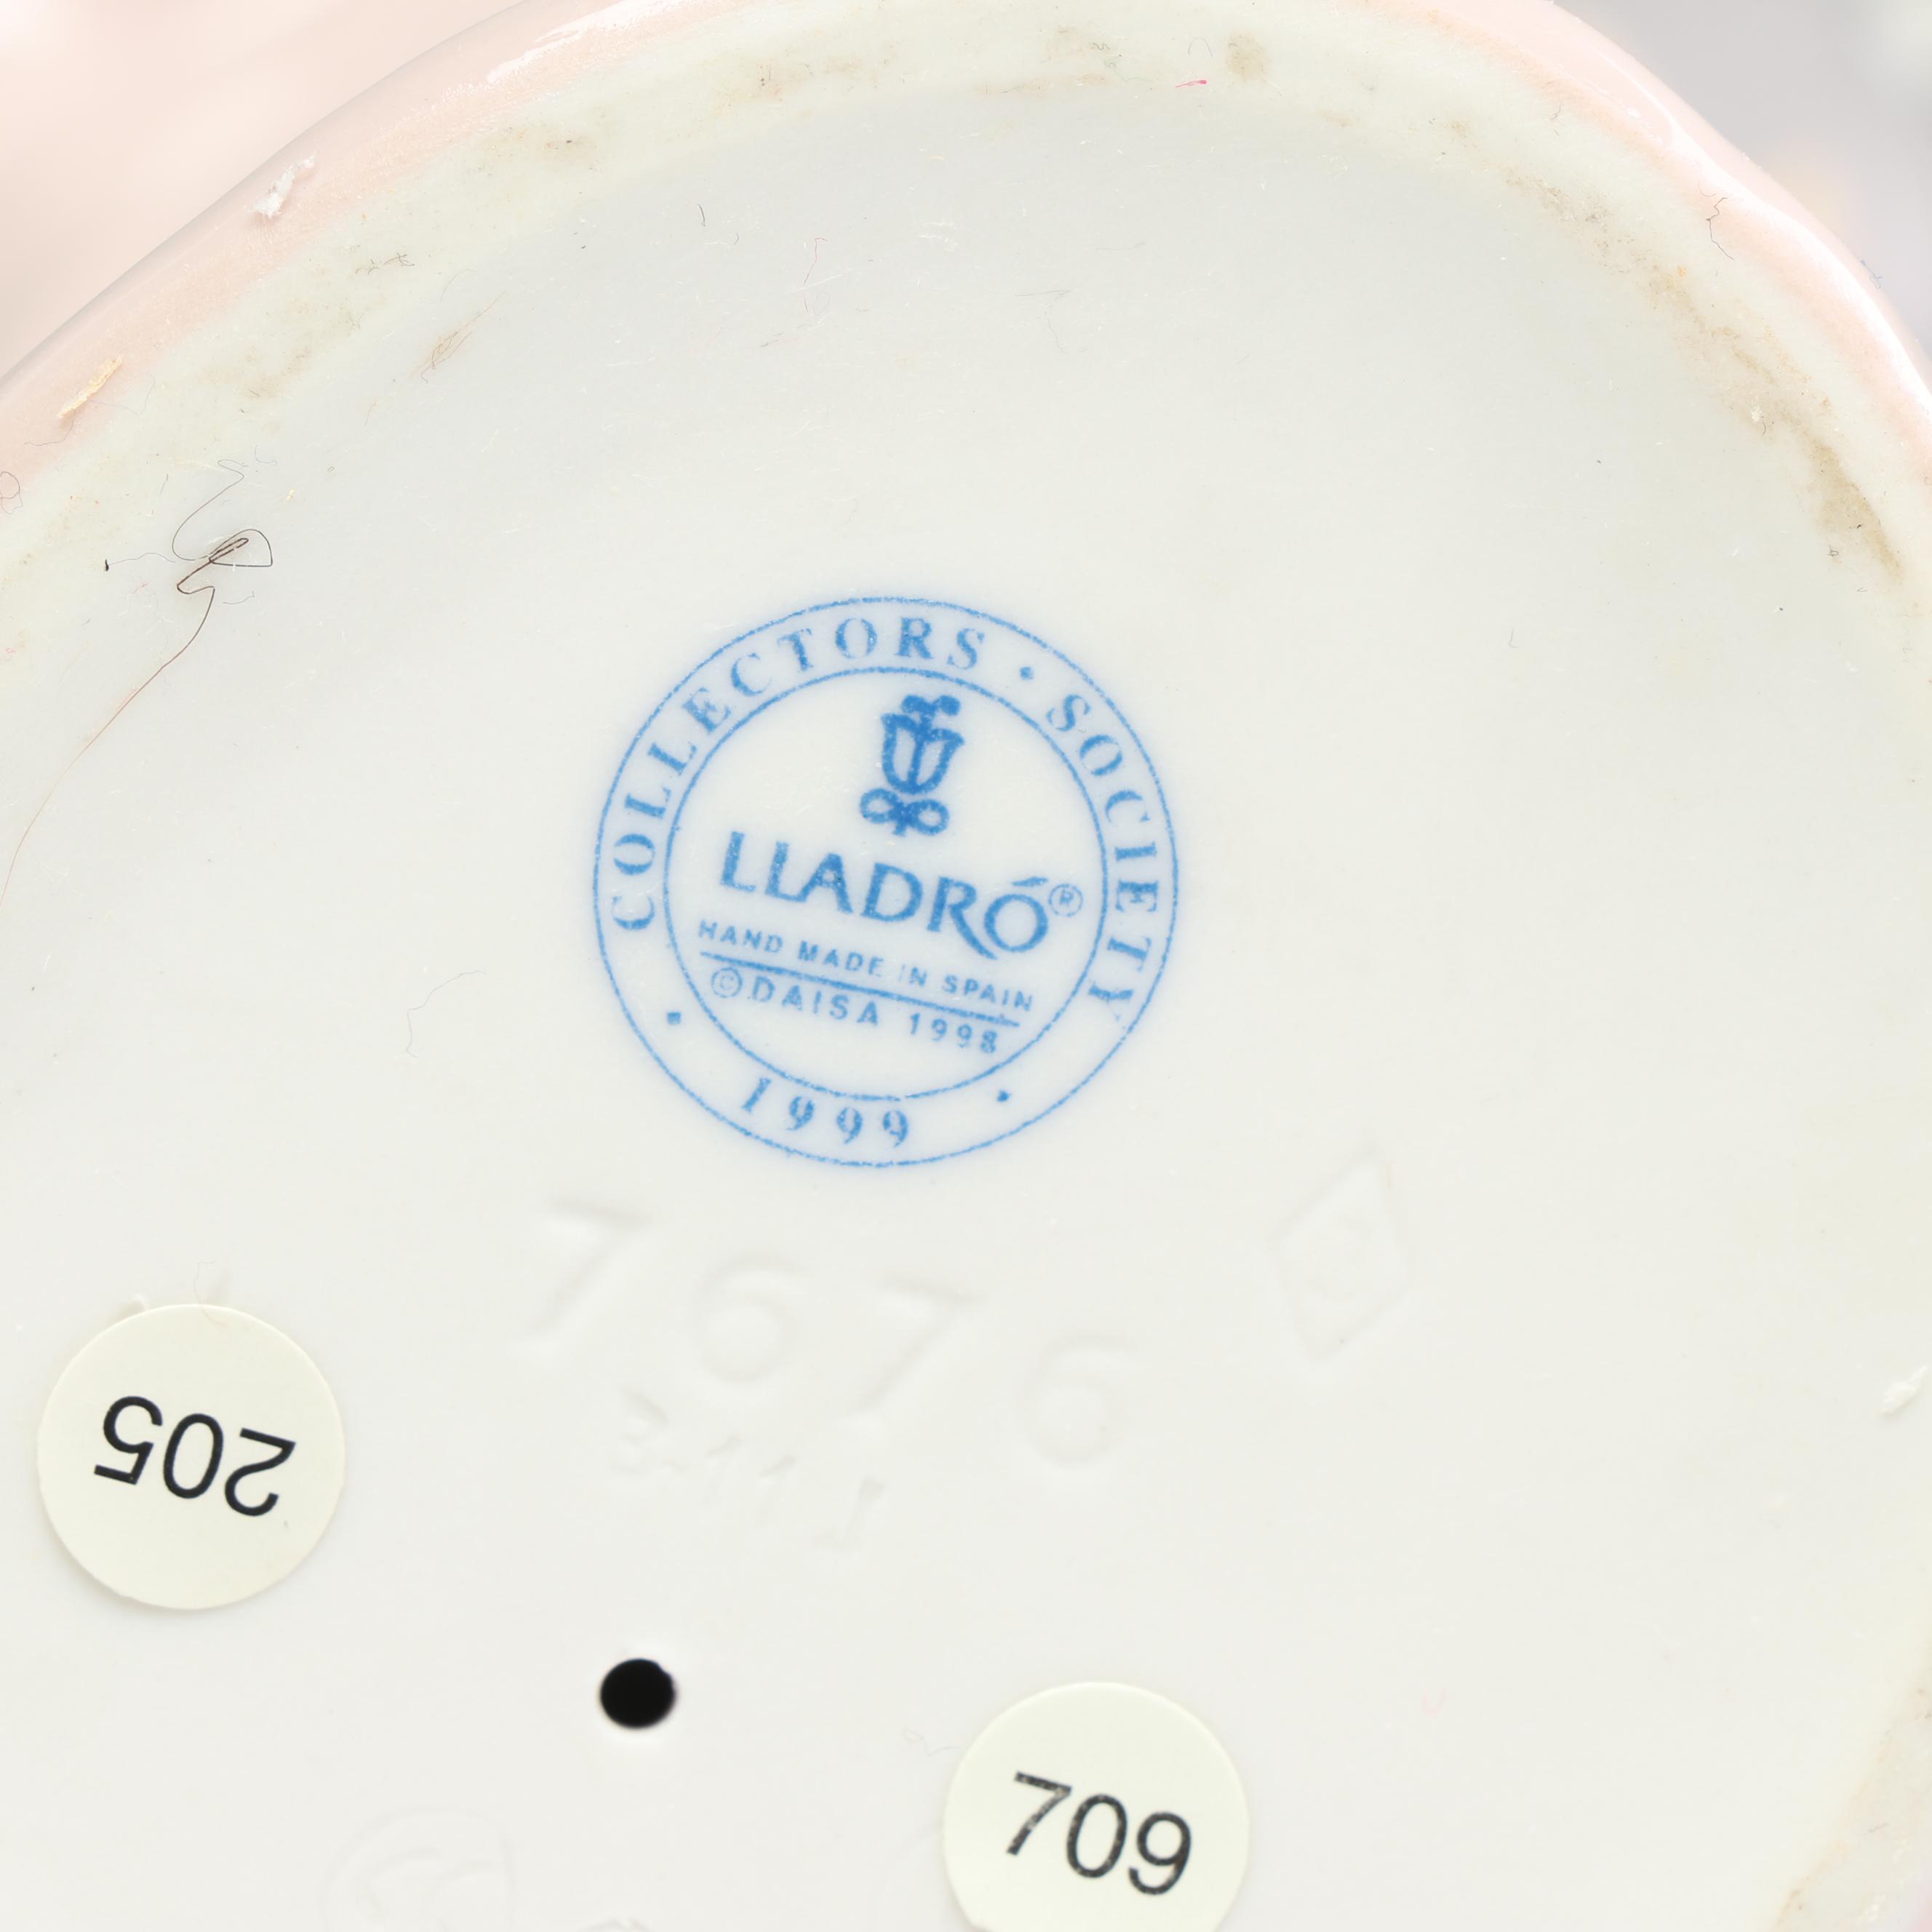 COLLECTORS · SOCIETY
LLADRÓ®
HAND MADE IN SPAIN
©DAISA 1998
· 1999 ·
7676
205
709